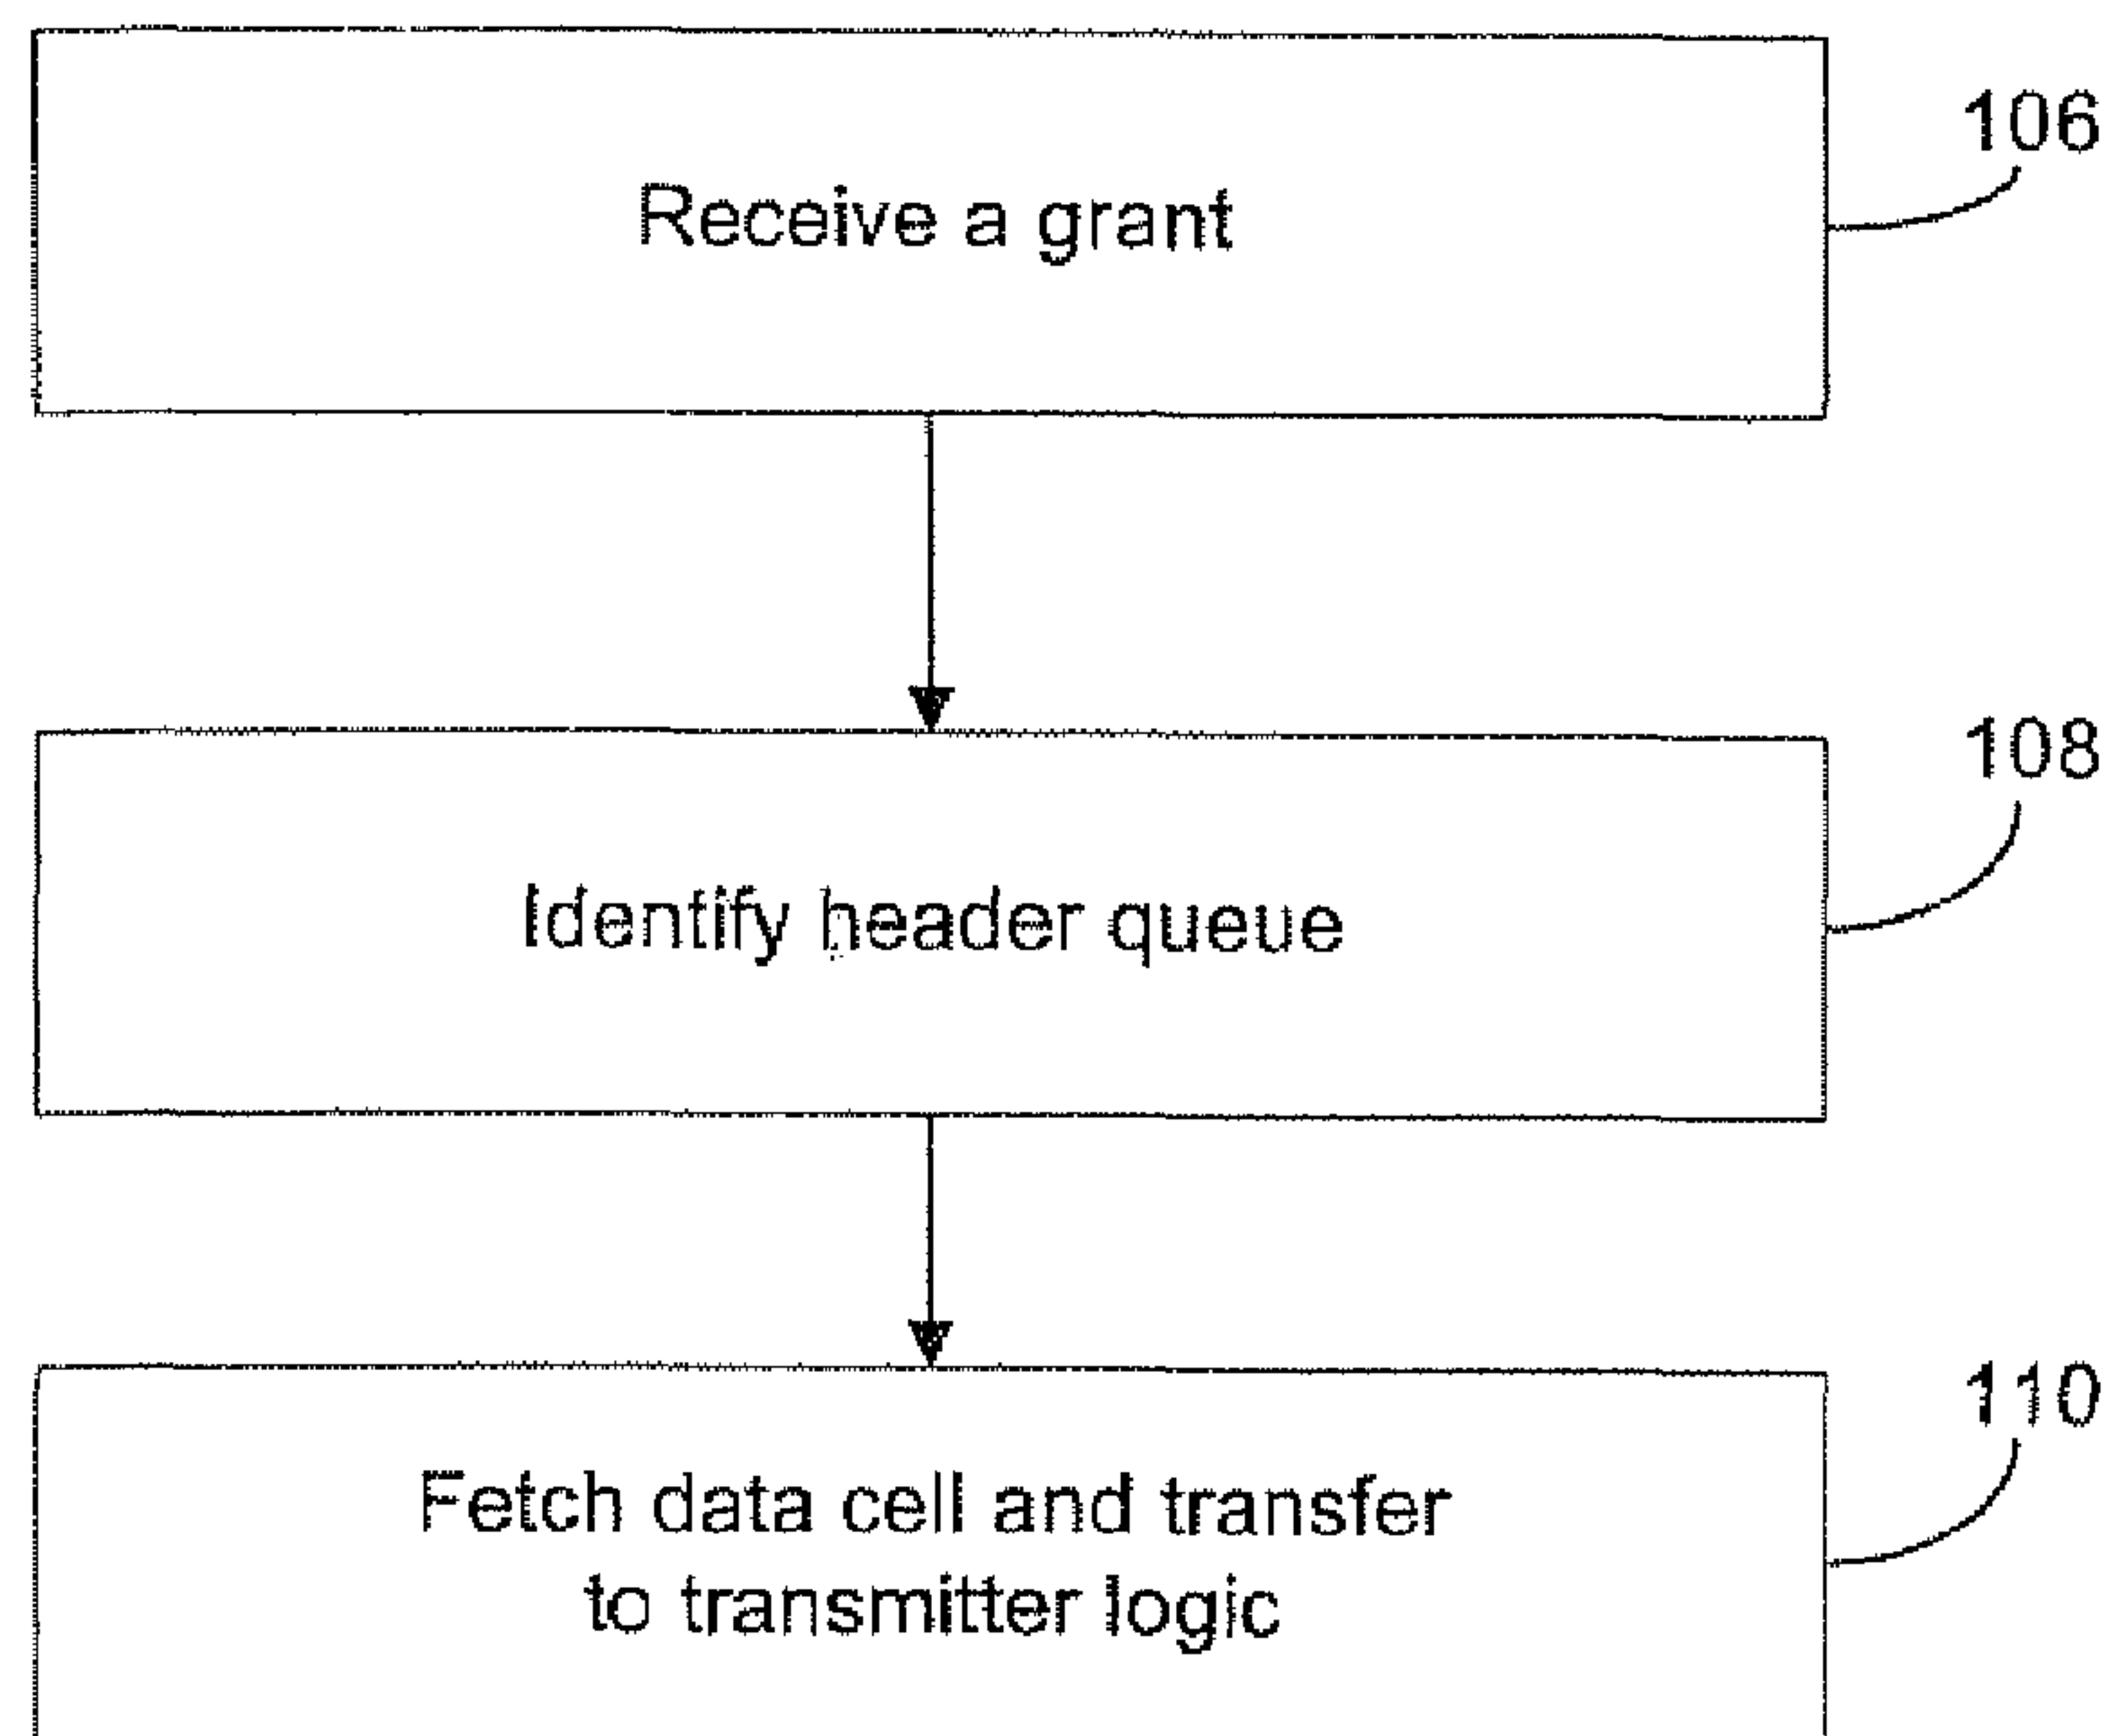 106
Receive a grant
108
Identify header queue
110
Fetch data cell and transfer
to transmitter logic